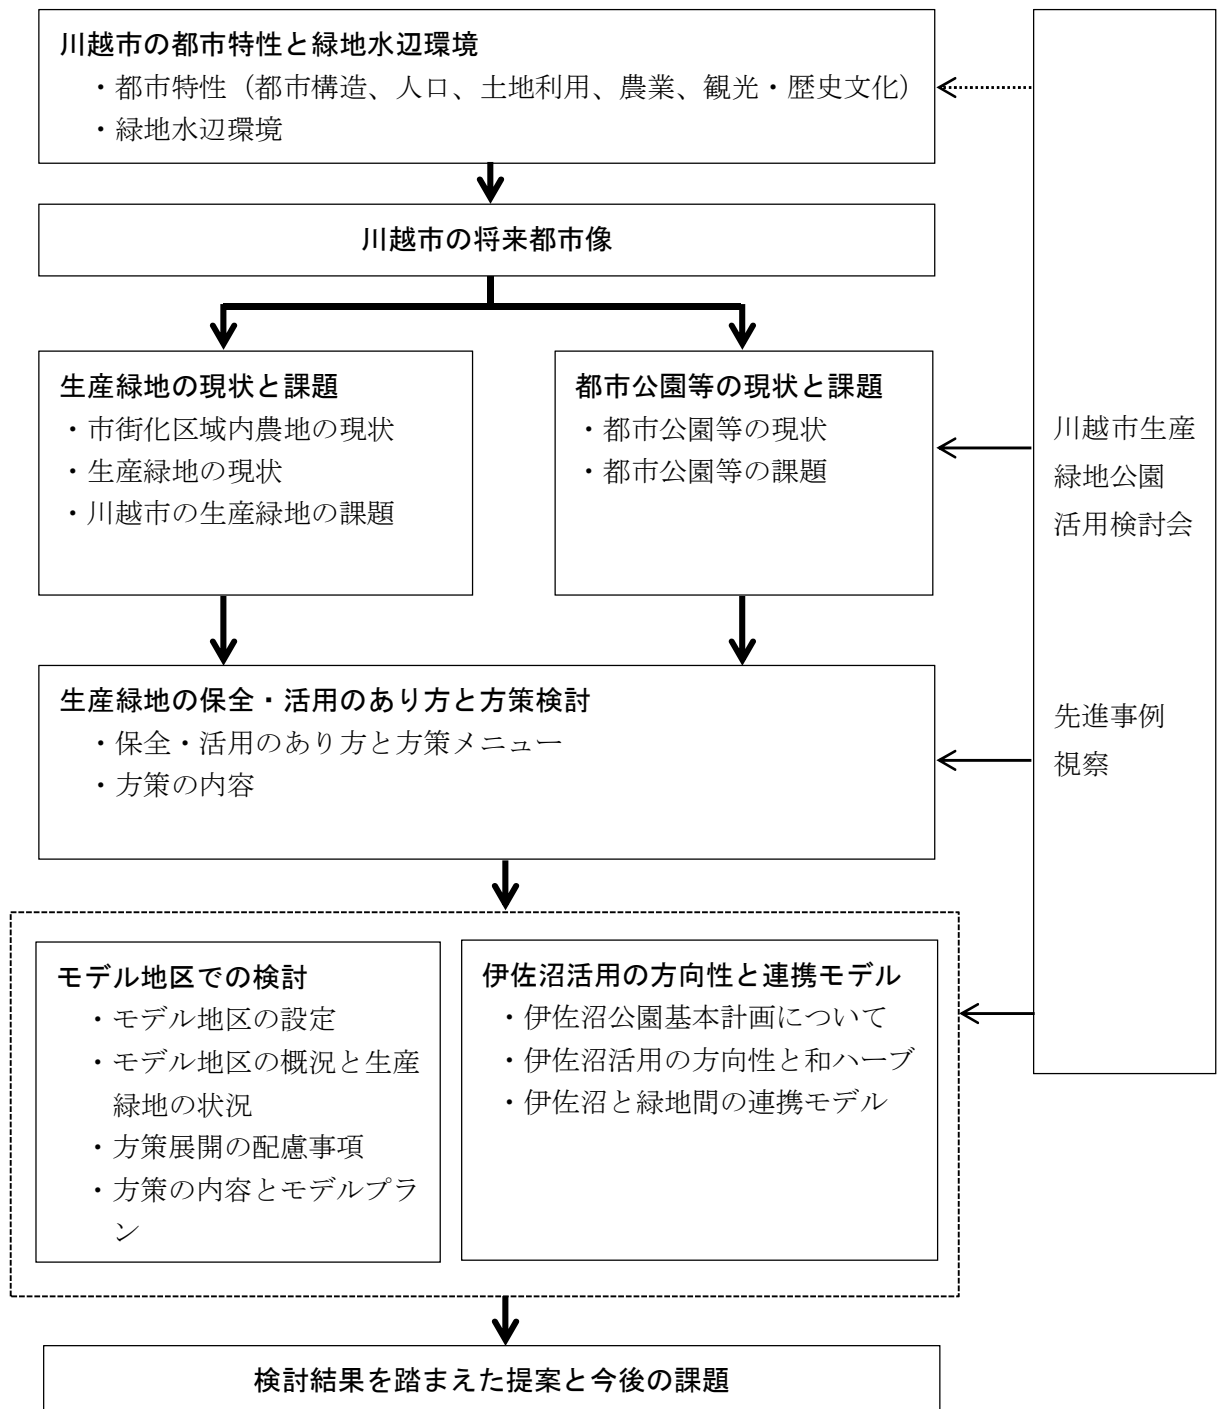 川越市の都市特性と緑地水辺環境
・都市特性（都市構造、人口、土地利用、農業、観光・歴史文化）
・緑地水辺環境
川越市の将来都市像
生産緑地の現状と課題
・市街化区域内農地の現状
・生産緑地の現状
・川越市の生産緑地の課題
都市公園等の現状と課題
・都市公園等の現状
・都市公園等の課題
生産緑地の保全・活用のあり方と方策検討
・保全・活用のあり方と方策メニュー
・方策の内容
モデル地区での検討
・モデル地区の設定
・モデル地区の概況と生産
緑地の状況
・方策展開の配慮事項
・方策の内容とモデルプラ
ン
伊佐沼活用の方向性と連携モデル
・伊佐沼公園基本計画について
・伊佐沼活用の方向性と和ハーブ
・伊佐沼と緑地間の連携モデル
検討結果を踏まえた提案と今後の課題
川越市生産
緑地公園
活用検討会
先進事例
視察